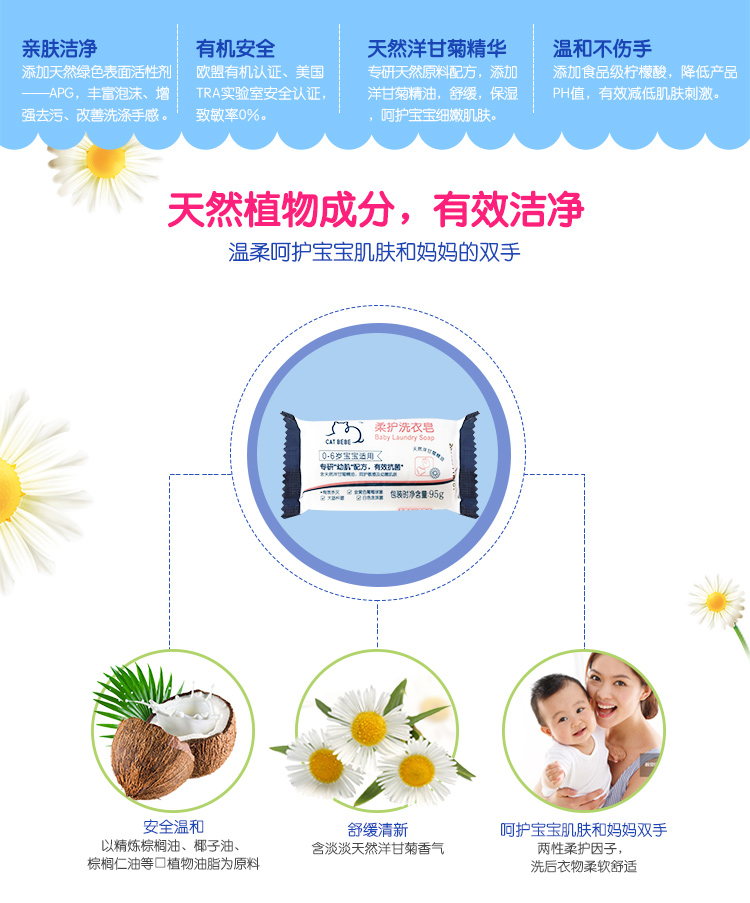 亲肤洁净
添加天然绿色表面活性剂
——APG，丰富泡沫、增
强去污、改善洗涤手感。
有机安全
欧盟有机认证、美国
TRA实验室安全认证，
致敏率0%。
天然洋甘菊精华
专研天然原料配方，添加
洋甘菊精油，舒缓，保湿
，呵护宝宝细嫩肌肤。
温和不伤手
添加食品级柠檬酸，降低产品
PH值，有效减低肌肤刺激。
天然植物成分，有效洁净
温柔呵护宝宝肌肤和妈妈的双手
CAT BEBE
柔护洗衣皂
Baby Laundry Soap
0-6岁宝宝适用
专研"幼肌"配方，有效抗菌*
天然洋甘菊精油
包装时净含量:95g
安全温和
以精炼棕榈油、椰子油、
棕榈仁油等□植物油脂为原料
舒缓清新
含淡淡天然洋甘菊香气
呵护宝宝肌肤和妈妈双手
两性柔护因子，
洗后衣物柔软舒适